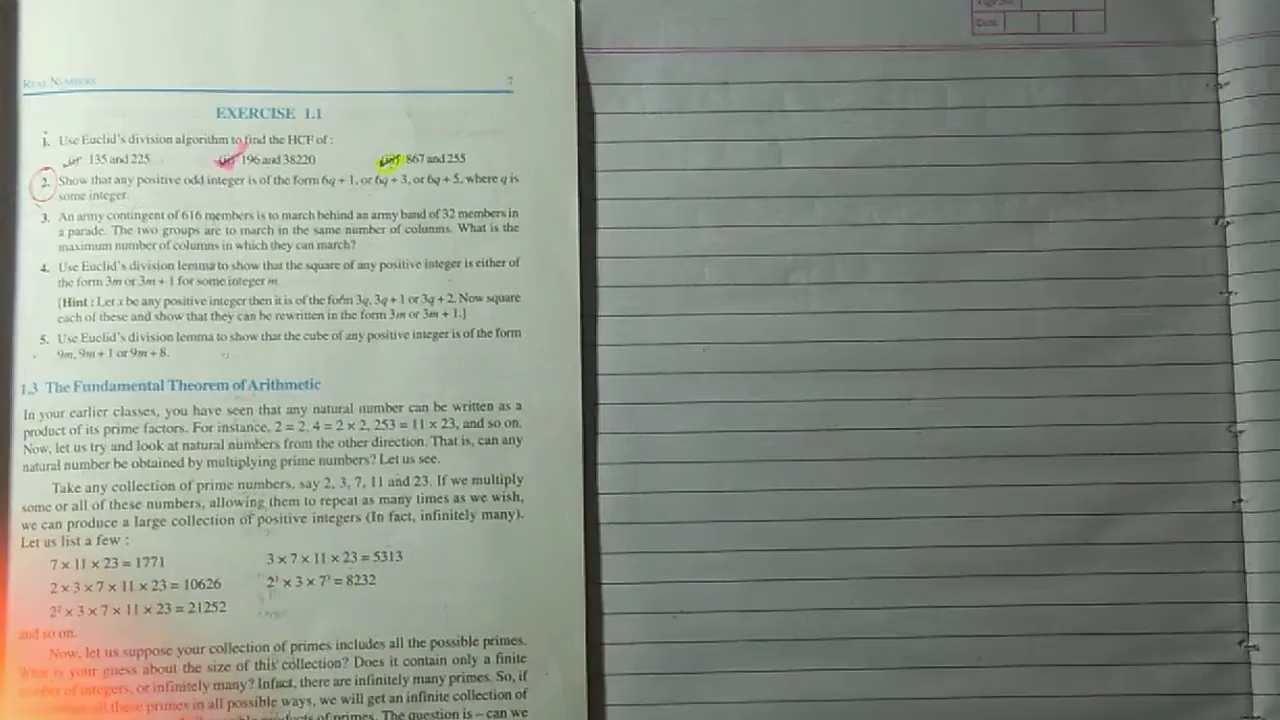 REAL NUMBERS 7
EXERCISE 1.1
1. Use Euclid's division algorithm to find the HCF of :
(i) 135 and 225 (ii) 196 and 38220 (iii) 867 and 255
2. Show that any positive odd integer is of the form 6q + 1, or 6q + 3, or 6q + 5, where q is
some integer.
3. An army contingent of 616 members is to march behind an army band of 32 members in
a parade. The two groups are to march in the same number of columns. What is the
maximum number of columns in which they can march?
4. Use Euclid's division lemma to show that the square of any positive integer is either of
the form 3m or 3m + 1 for some integer m.
[Hint : Let x be any positive integer then it is of the form 3q, 3q + 1 or 3q + 2. Now square
each of these and show that they can be rewritten in the form 3m or 3m + 1.]
5. Use Euclid's division lemma to show that the cube of any positive integer is of the form
9m, 9m + 1 or 9m + 8.
1.3 The Fundamental Theorem of Arithmetic
In your earlier classes, you have seen that any natural number can be written as a
product of its prime factors. For instance, 2 = 2, 4 = 2 × 2, 253 = 11 × 23, and so on.
Now, let us try and look at natural numbers from the other direction. That is, can any
natural number be obtained by multiplying prime numbers? Let us see.
Take any collection of prime numbers, say 2, 3, 7, 11 and 23. If we multiply
some or all of these numbers, allowing them to repeat as many times as we wish,
we can produce a large collection of positive integers (In fact, infinitely many).
Let us list a few :
7 × 11 × 23 = 1771 3 × 7 × 11 × 23 = 5313
2 × 3 × 7 × 11 × 23 = 10626 2³ × 3 × 7³ = 8232
2² × 3 × 7 × 11 × 23 = 21252
and so on.
Now, let us suppose your collection of primes includes all the possible primes.
What is your guess about the size of this collection? Does it contain only a finite
number of integers, or infinitely many? Infact, there are infinitely many primes. So, if
all these primes in all possible ways, we will get an infinite collection of
products of primes. The question is – can we
Page No.
Date